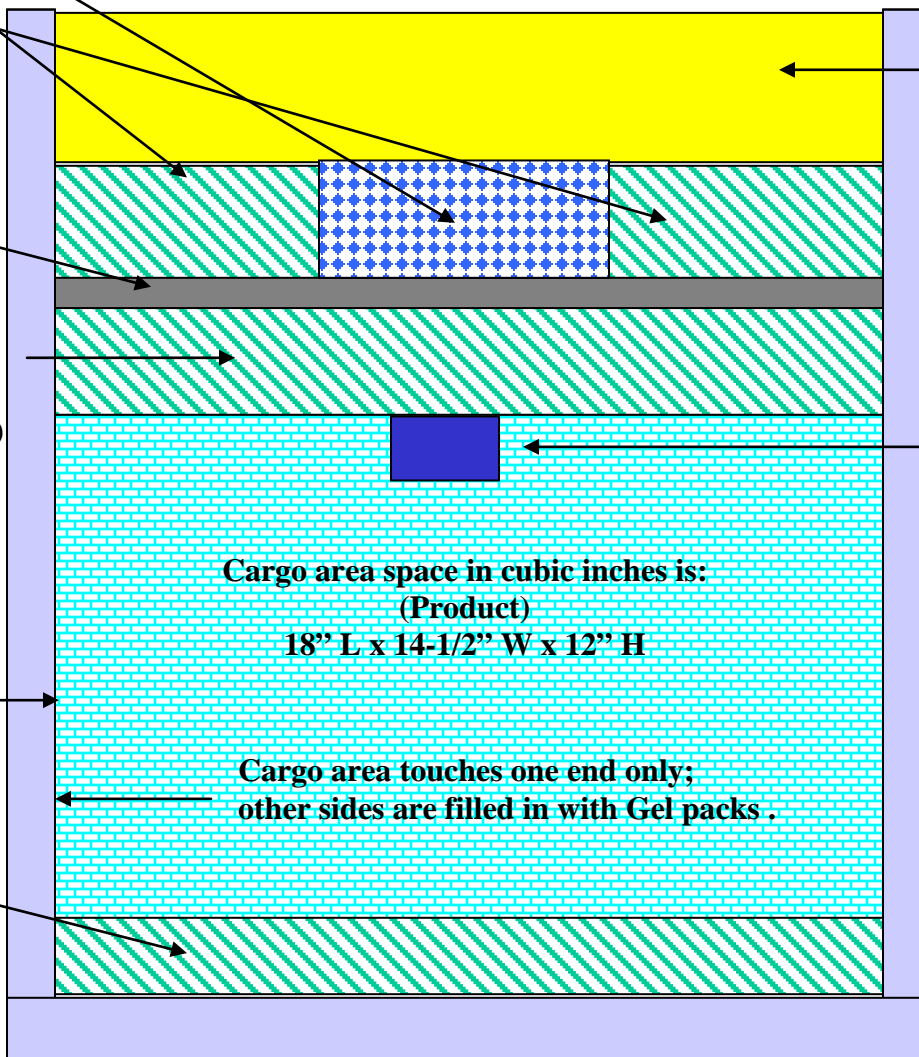 )
Cargo area space in cubic inches is:
(Product)
18” L x 14-1/2” W x 12” H
Cargo area touches one end only;
other sides are filled in with Gel packs .